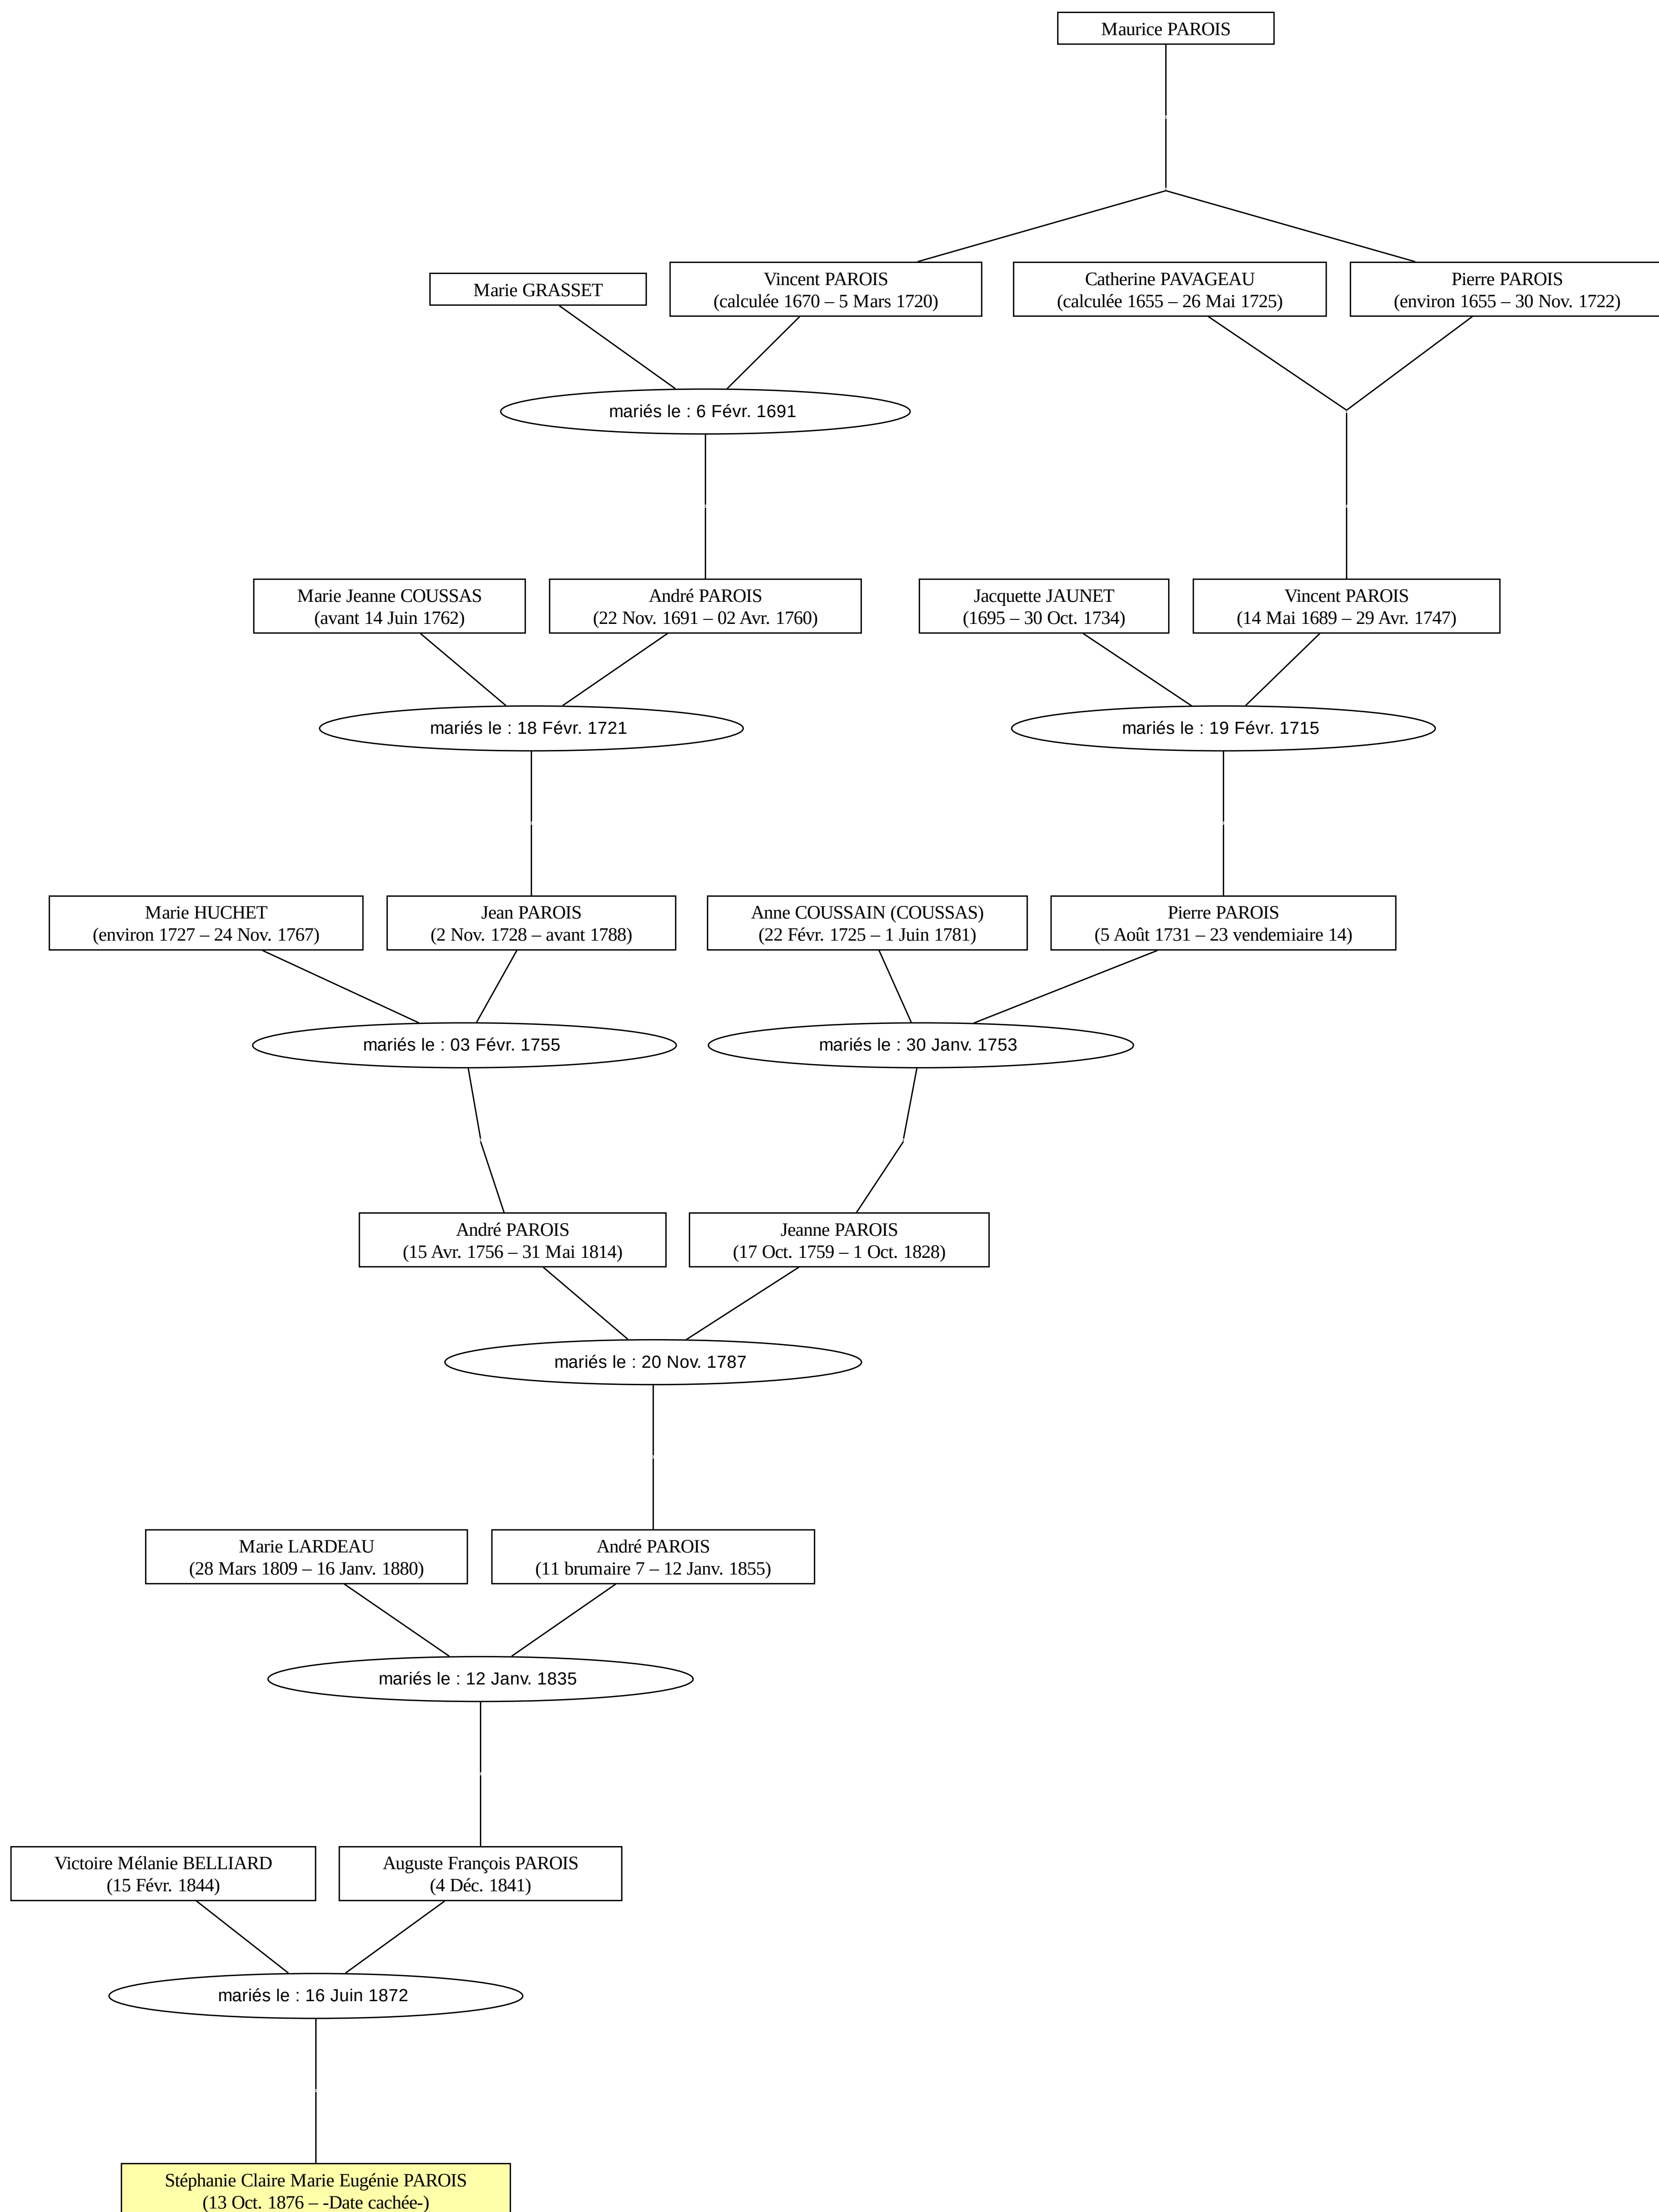 Maurice PAROIS
Marie GRASSET
Vincent PAROIS
(calculée 1670 – 5 Mars 1720)
Catherine PAVAGEAU
(calculée 1655 – 26 Mai 1725)
Pierre PAROIS
(environ 1655 – 30 Nov. 1722)
mariés le : 6 Févr. 1691
Marie Jeanne COUSSAS
(avant 14 Juin 1762)
André PAROIS
(22 Nov. 1691 – 02 Avr. 1760)
Jacquette JAUNET
(1695 – 30 Oct. 1734)
Vincent PAROIS
(14 Mai 1689 – 29 Avr. 1747)
mariés le : 18 Févr. 1721
mariés le : 19 Févr. 1715
Marie HUCHET
(environ 1727 – 24 Nov. 1767)
Jean PAROIS
(2 Nov. 1728 – avant 1788)
Anne COUSSAIN (COUSSAS)
(22 Févr. 1725 – 1 Juin 1781)
Pierre PAROIS
(5 Août 1731 – 23 vendemiaire 14)
mariés le : 03 Févr. 1755
mariés le : 30 Janv. 1753
André PAROIS
(15 Avr. 1756 – 31 Mai 1814)
Jeanne PAROIS
(17 Oct. 1759 – 1 Oct. 1828)
mariés le : 20 Nov. 1787
Marie LARDEAU
(28 Mars 1809 – 16 Janv. 1880)
André PAROIS
(11 brumaire 7 – 12 Janv. 1855)
mariés le : 12 Janv. 1835
Victoire Mélanie BELLIARD
(15 Févr. 1844)
Auguste François PAROIS
(4 Déc. 1841)
mariés le : 16 Juin 1872
Stéphanie Claire Marie Eugénie PAROIS
(13 Oct. 1876 – -Date cachée-)